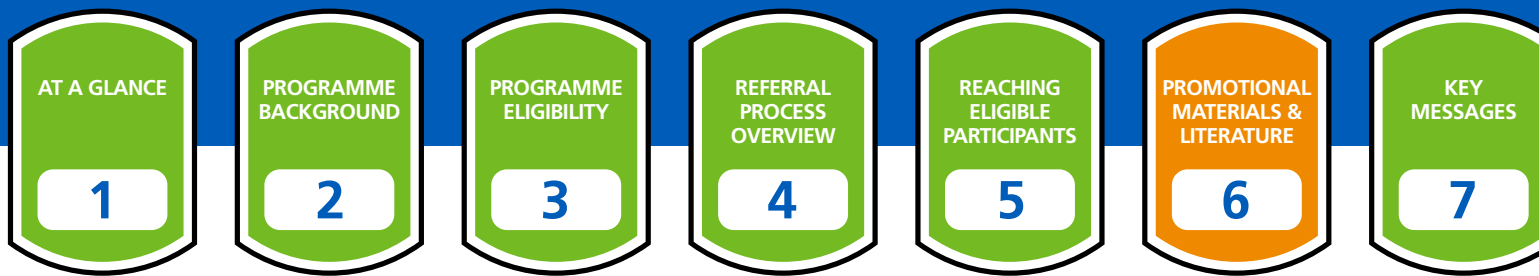 AT A GLANCE
1
PROGRAMME
BACKGROUND
2
PROGRAMME
ELIGIBILITY
3
REFERRAL
PROCESS
OVERVIEW
4
REACHING
ELIGIBLE
PARTICIPANTS
5
PROMOTIONAL
MATERIALS &
LITERATURE
6
KEY
MESSAGES
7